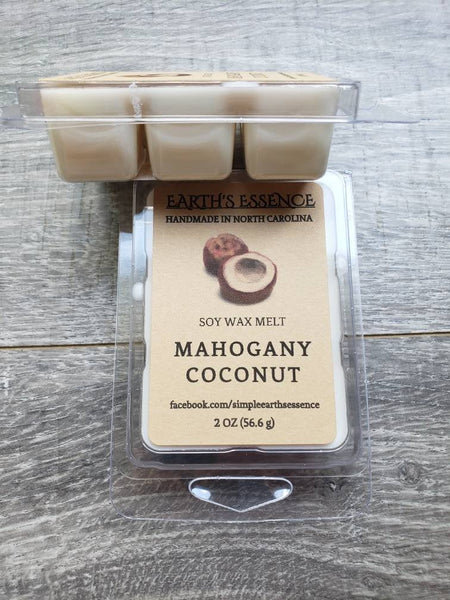 EARTH'S ESSENCE
HANDMADE IN NORTH CAROLINA
SOY WAX MELT
MAHOGANY
COCONUT
facebook.com/simpleearthsessence
2 OZ (56.6 g)